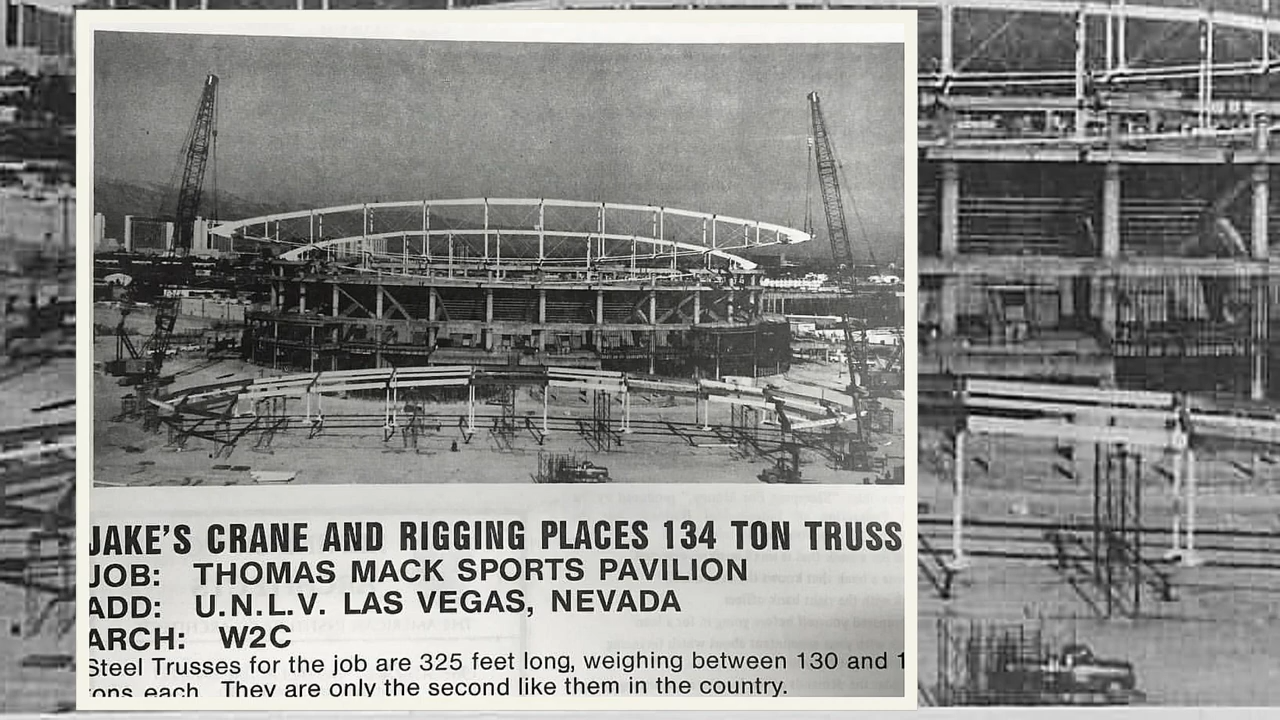 JAKE'S CRANE AND RIGGING PLACES 134 TON TRUSS
JOB: THOMAS MACK SPORTS PAVILION
ADD: U.N.L.V. LAS VEGAS, NEVADA
ARCH: W2C
Steel Trusses for the job are 325 feet long, weighing between 130 and
tons each. They are only the second like them in the country.